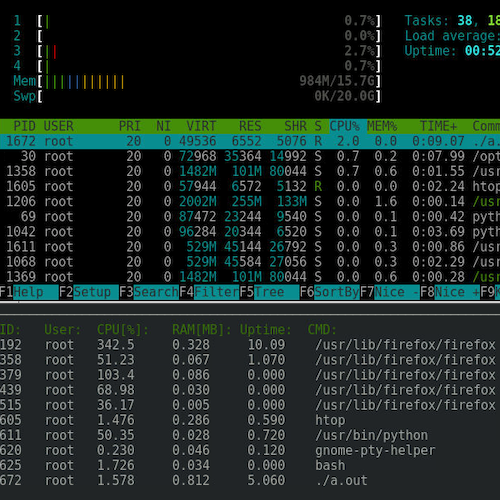 1 [| 0.7%] Tasks: 38, 18
2 [ 0.0%] Load average:
3 [|| 2.7%] Uptime: 00:52
4 [| 0.7%]
Mem[||||||||||||| 984M/15.7G]
Swp[ 0K/20.0G]
PID USER PRI NI VIRT RES SHR S CPU% MEM% TIME+ Comm
1672 root 20 0 49536 6552 5076 R 2.0 0.0 0:09.07 ./a.
30 root 20 0 72968 35364 14992 S 0.7 0.2 0:07.99 /opt
1358 root 20 0 1482M 101M 80044 S 0.7 0.6 0:01.55 /usr
1605 root 20 0 57944 6572 5132 R 0.0 0.0 0:02.24 htop
1206 root 20 0 2002M 255M 133M S 0.0 1.6 0:00.14 /usr
69 root 20 0 87472 23244 9540 S 0.0 0.1 0:00.42 pyth
1042 root 20 0 96284 20344 6520 S 0.0 0.1 0:03.69 pyth
1611 root 20 0 529M 45144 26792 S 0.0 0.3 0:00.86 /usr
1068 root 20 0 529M 45584 27056 S 0.0 0.3 0:02.29 /usr
1369 root 20 0 1482M 101M 80044 S 0.0 0.6 0:00.28 /usr
F1Help F2Setup F3SearchF4FilterF5Tree F6SortByF7Nice -F8Nice +F9
ID: User: CPU[%]: RAM[MB]: Uptime: CMD:
192 root 342.5 0.328 10.09 /usr/lib/firefox/firefox
358 root 51.23 0.067 1.070 /usr/lib/firefox/firefox
379 root 103.4 0.086 0.000 /usr/lib/firefox/firefox
439 root 68.98 0.030 0.000 /usr/lib/firefox/firefox
515 root 36.17 0.005 0.000 /usr/lib/firefox/firefox
605 root 1.476 0.286 0.590 htop
611 root 50.35 0.028 0.720 /usr/bin/python
620 root 0.230 0.046 0.120 gnome-pty-helper
625 root 1.726 0.034 0.000 bash
672 root 1.578 0.812 5.060 ./a.out